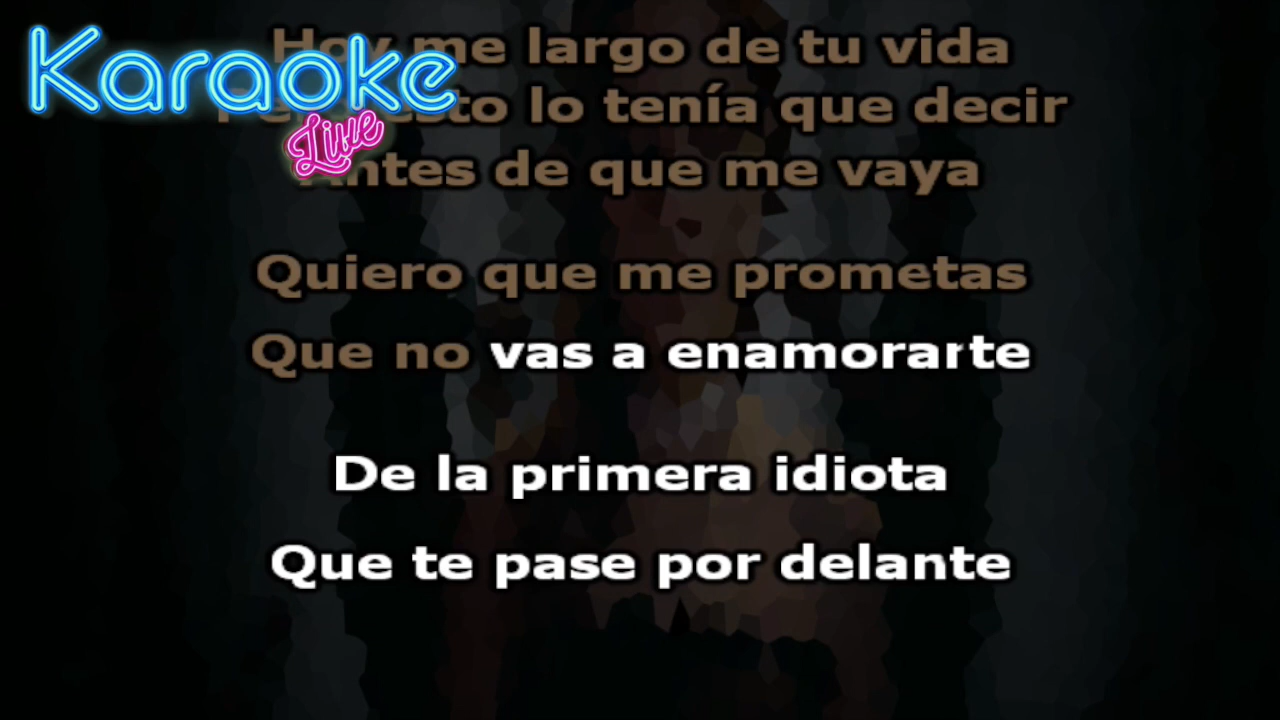 Karaoke
Live
Hoy me largo de tu vida
lo tenía que decir
Antes de que me vaya
Quiero que me prometas
Que no vas a enamorarte
De la primera idiota
Que te pase por delante